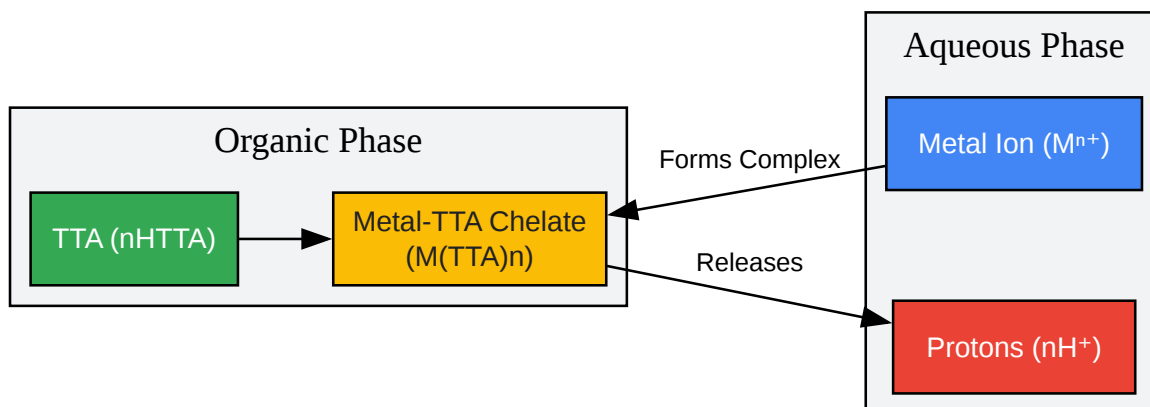 Aqueous Phase
Organic Phase
Metal Ion (Mⁿ⁺)
Forms Complex
TTA (nHTTA)
Metal-TTA Chelate
(M(TTA)n)
Releases
Protons (nH⁺)